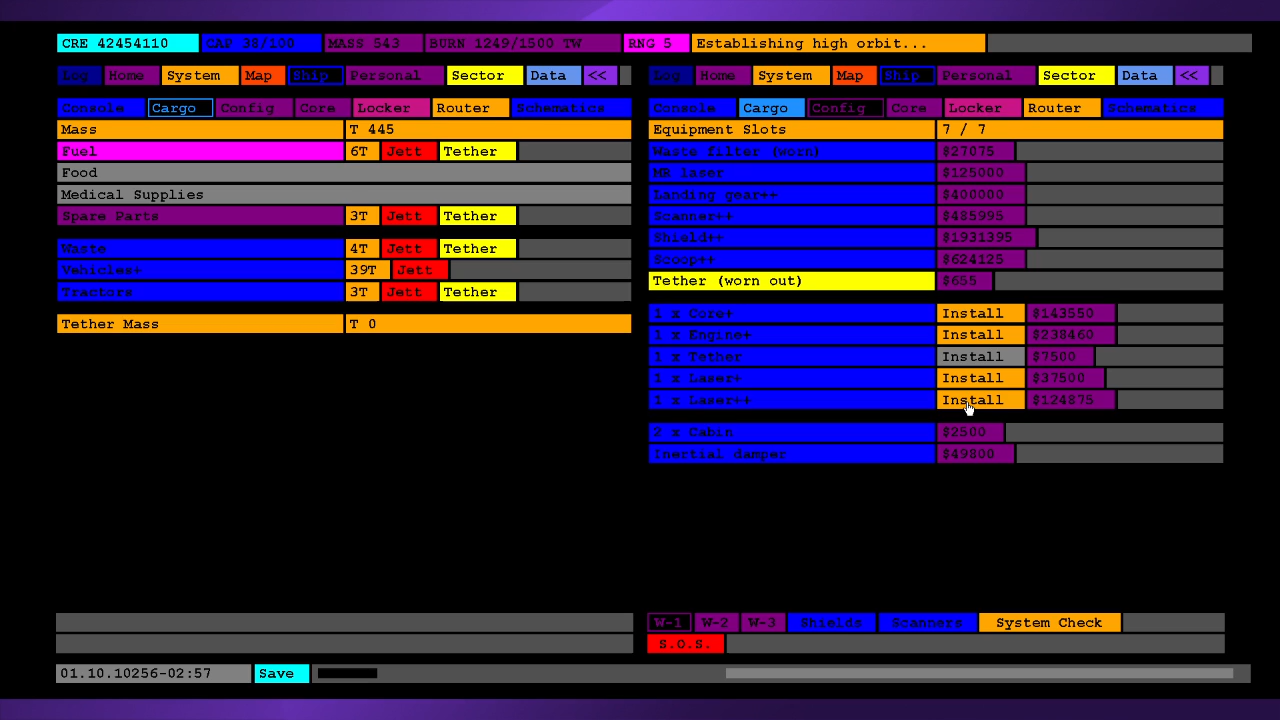 CRE 42454110 CAP 38/100 MASS 543 BURN 1249/1500 TW RNG 5 Establishing high orbit...
Log Home System Map Ship Personal Sector Data <<
Console Cargo Config Core Locker Router Schematics
Mass T 445
Fuel 6T Jett Tether
Food
Medical Supplies
Spare Parts 3T Jett Tether
Waste 4T Jett Tether
Vehicles+ 39T Jett
Tractors 3T Jett Tether
Tether Mass T 0
Log Home System Map Ship Personal Sector Data <<
Console Cargo Config Core Locker Router Schematics
Equipment Slots 7 / 7
Waste filter (worn) $27075
MR laser $125000
Landing gear++ $400000
Scanner++ $485995
Shield++ $1931395
Scoop++ $624125
Tether (worn out) $655
1 x Core+ Install $143550
1 x Engine+ Install $238460
1 x Tether Install $7500
1 x Laser+ Install $37500
1 x Laser++ Install $124875
2 x Cabin $2500
Inertial damper $49800
W-1 W-2 W-3 Shields Scanners System Check
S.O.S.
01.10.10256-02:57 Save